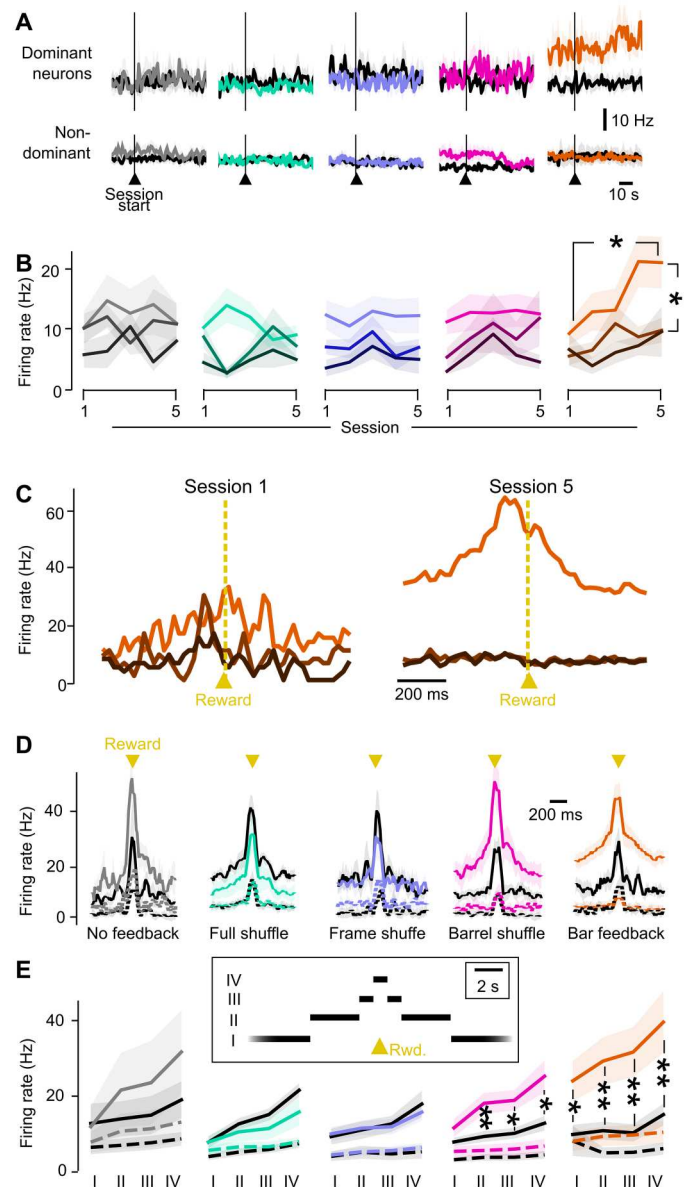 A
Dominant
neurons
Non-
dominant
10 Hz
Session
start
10 s
B
Firing rate (Hz)
20
10
0
*
*
1 5 1 5 1 5 1 5 1 5
Session
C
Session 1 Session 5
Firing rate (Hz)
60
40
20
0
200 ms
Reward Reward
D
Reward
200 ms
Firing rate (Hz)
40
20
0
No feedback Full shuffle Frame shuffe Barrel shuffle Bar feedback
E
Firing rate (Hz)
40
20
0
IV
III
II
I
2 s
Rwd.
** * * * ** ** **
I II III IV I II III IV I II III IV I II III IV I II III IV